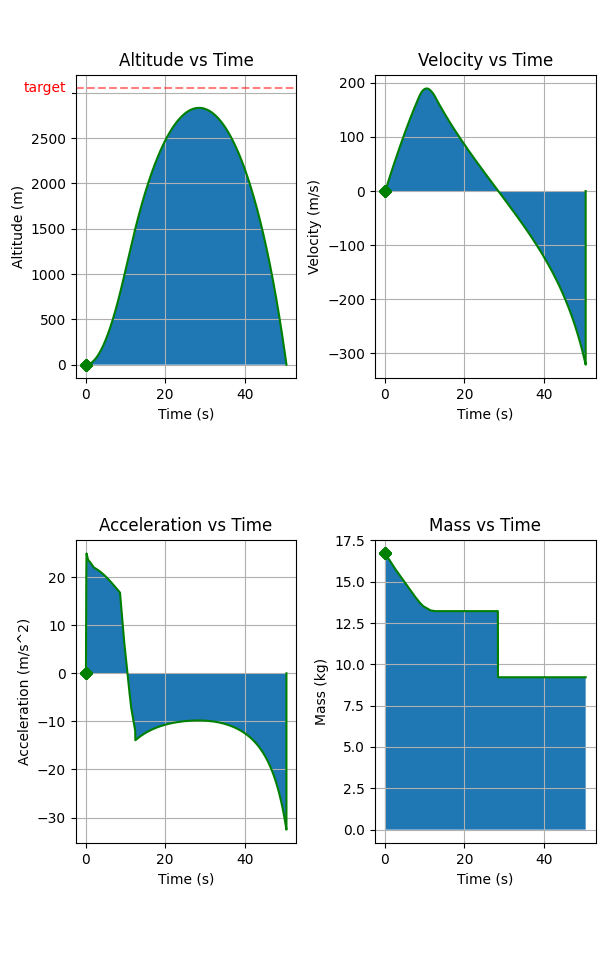 Altitude vs Time
target
2500
2000
1500
1000
500
0
Altitude (m)
0 20 40
Time (s)
Velocity vs Time
200
100
0
−100
−200
−300
Velocity (m/s)
0 20 40
Time (s)
Acceleration vs Time
20
10
0
−10
−20
−30
Acceleration (m/s^2)
0 20 40
Time (s)
Mass vs Time
17.5
15.0
12.5
10.0
7.5
5.0
2.5
0.0
Mass (kg)
0 20 40
Time (s)